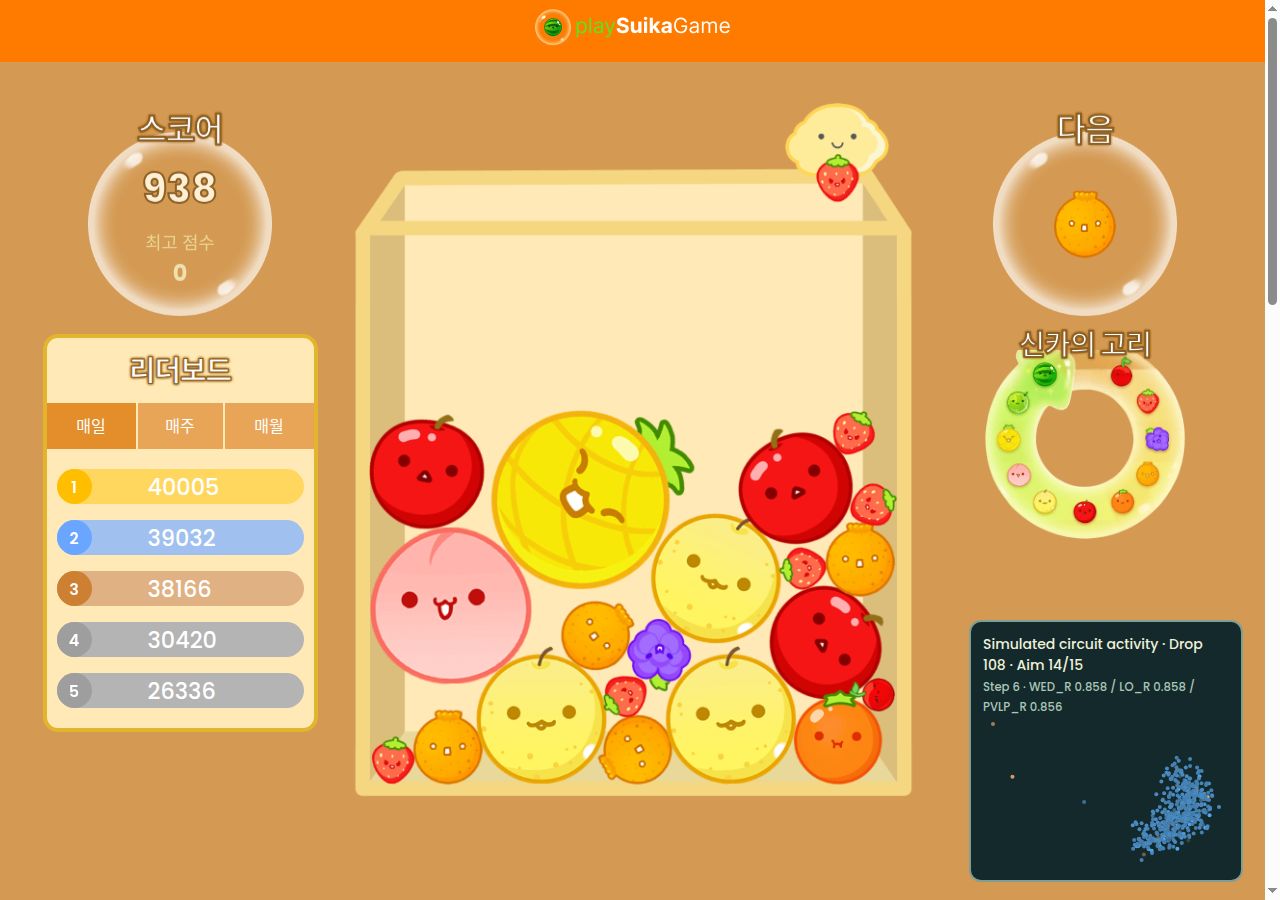 playSuikaGame
스코어
938
최고 점수
0
다음
리더보드
매일 매주 매월
1 40005
2 39032
3 38166
4 30420
5 26336
신카의 고리
Simulated circuit activity · Drop
108 · Aim 14/15
Step 6 · WED_R 0.858 / LO_R 0.858 /
PVLP_R 0.856